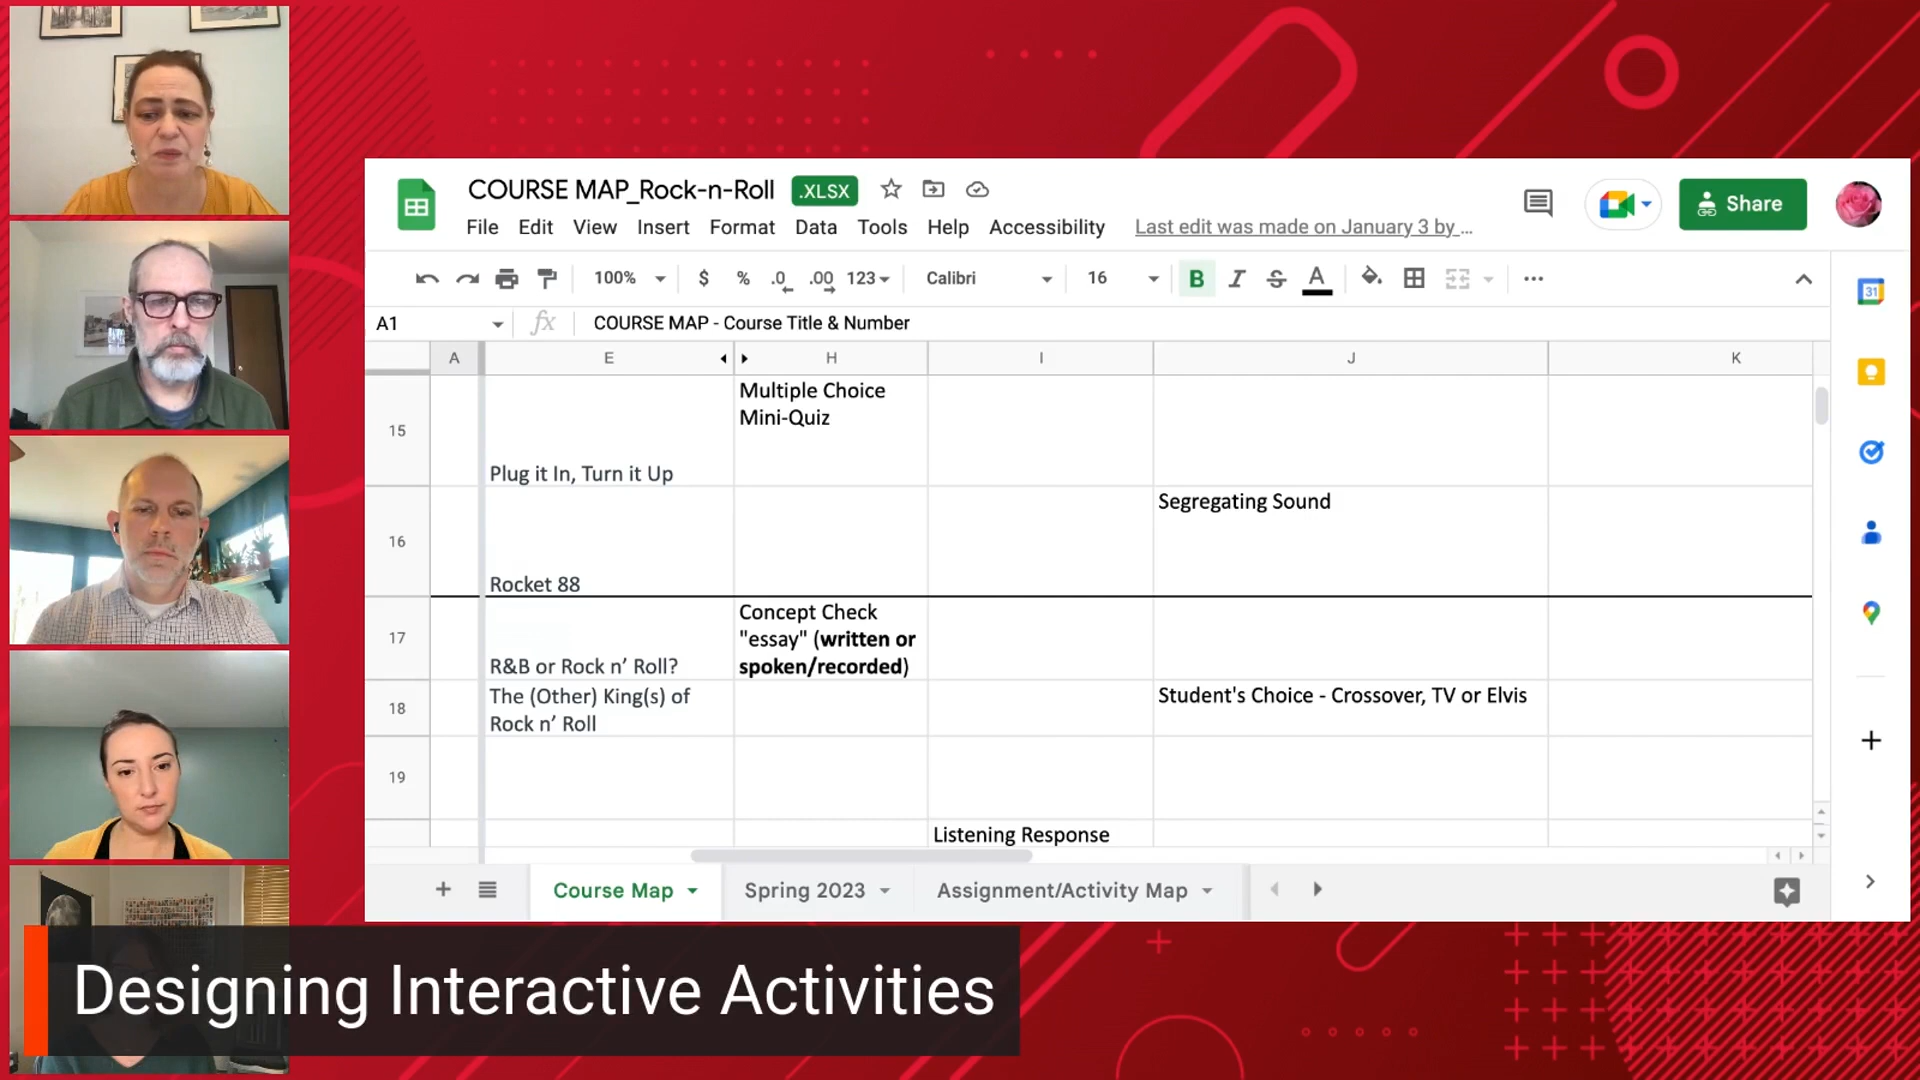 COURSE MAP_Rock-n-Roll .XLSX
File Edit View Insert Format Data Tools Help Accessibility Last edit was made on January 3 by ...
Share
100% $ % .0 .00 123 Calibri 16 B I S A ...
31
A1 fx COURSE MAP - Course Title & Number
A E H I J K
15 Plug it In, Turn it Up
Multiple Choice
Mini-Quiz
16 Rocket 88
Segregating Sound
17 R&B or Rock n’ Roll?
Concept Check
"essay" (written or
spoken/recorded)
18 The (Other) King(s) of
Rock n’ Roll
Student's Choice - Crossover, TV or Elvis
19
Listening Response
Course Map Spring 2023 Assignment/Activity Map
Designing Interactive Activities